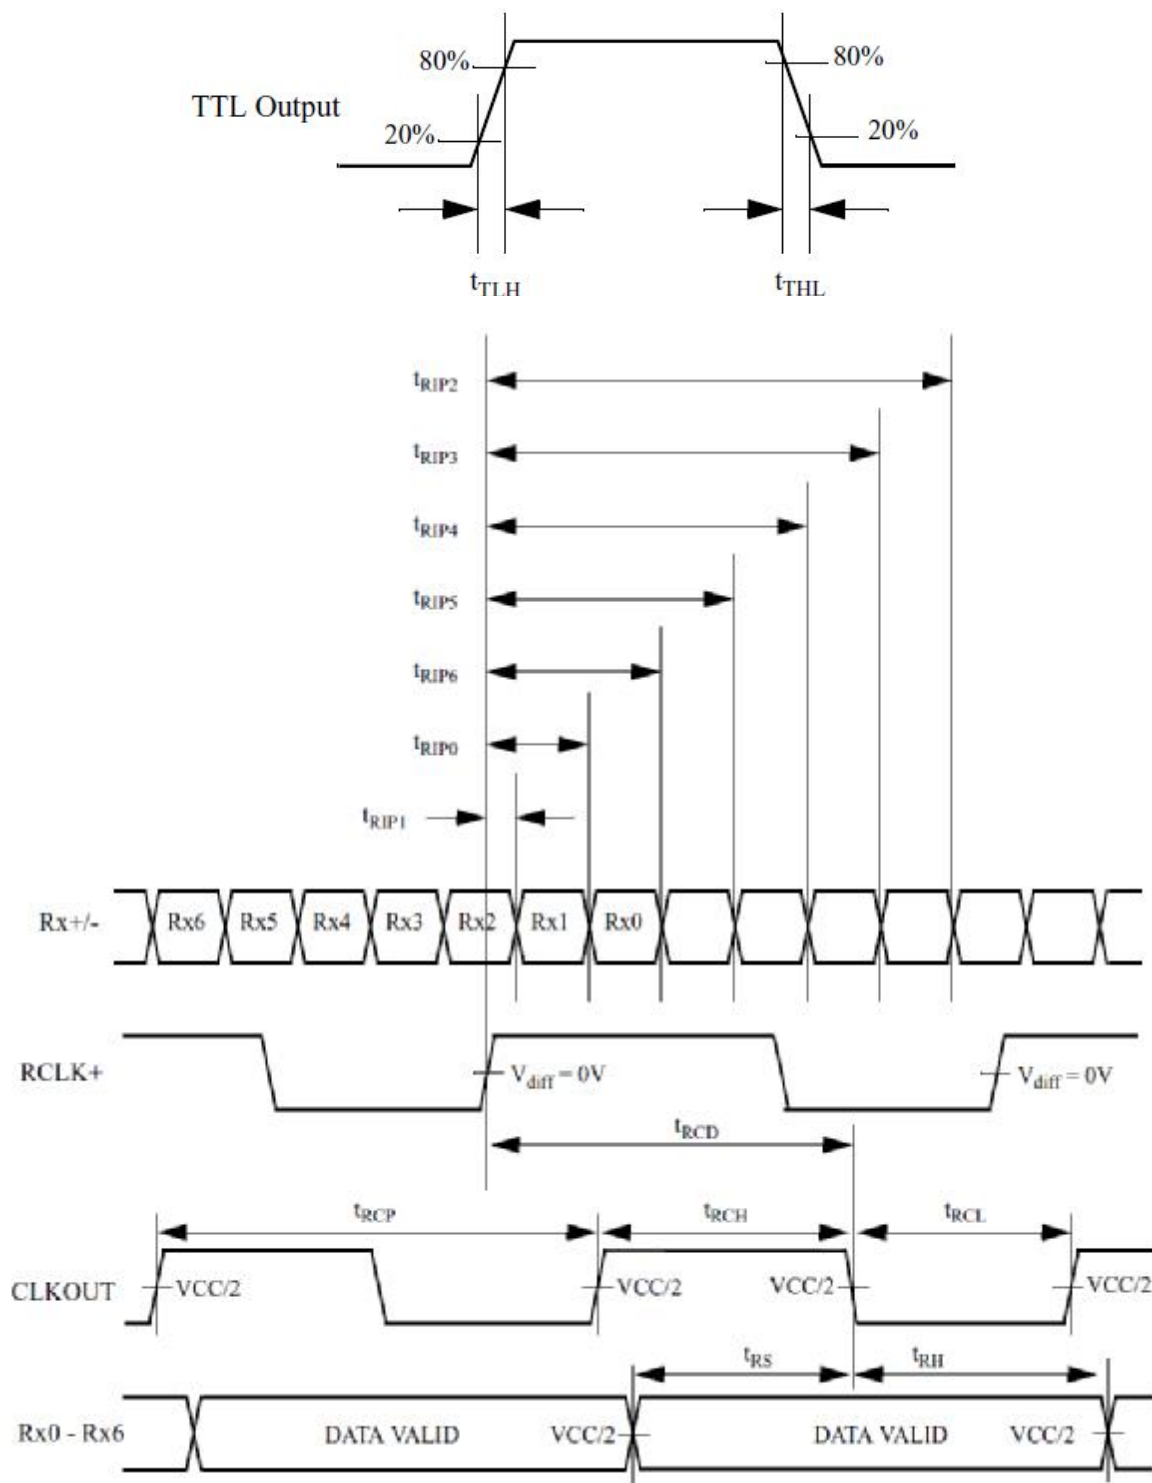 80%
80%
TTL Output
20%
20%
tTLH
tTHL
tRIP2
tRIP3
tRIP4
tRIP5
tRIP6
tRIP0
tRIP1
Rx+/-
Rx6
Rx5
Rx4
Rx3
Rx2
Rx1
Rx0
RCLK+
Vdiff = 0V
Vdiff = 0V
tRCD
tRCP
tRCH
tRCL
CLKOUT
VCC/2
VCC/2
VCC/2
VCC/2
tRS
tRH
Rx0 - Rx6
DATA VALID
VCC/2
DATA VALID
VCC/2